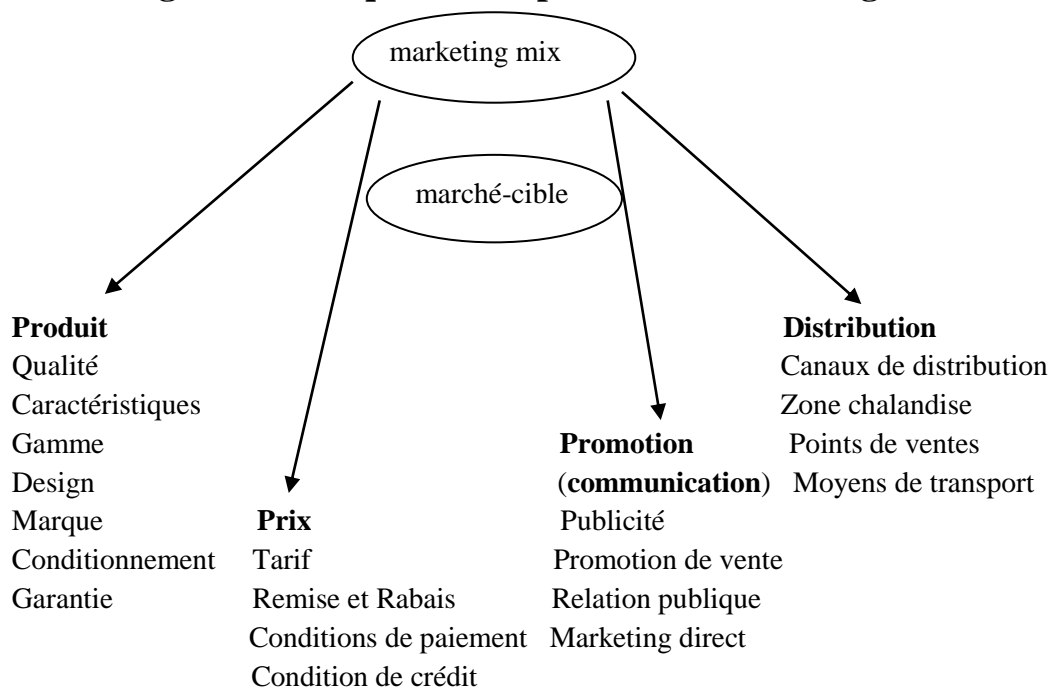 marketing mix
marché-cible
Produit
Qualité
Caractéristiques
Gamme
Design
Marque
Conditionnement
Garantie
Prix
Tarif
Remise et Rabais
Conditions de paiement
Condition de crédit
Promotion
(communication)
Publicité
Promotion de vente
Relation publique
Marketing direct
Distribution
Canaux de distribution
Zone chalandise
Points de ventes
Moyens de transport